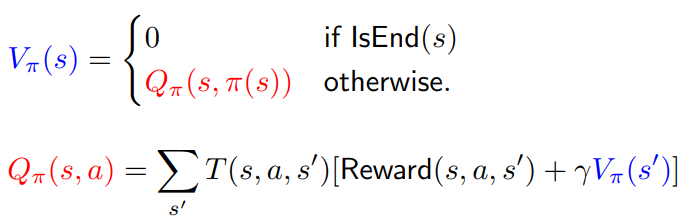 V_π(s) = { 0 if IsEnd(s)
Q_π(s, π(s)) otherwise.
Q_π(s, a) = ∑_{s′} T(s, a, s′)[Reward(s, a, s′) + γV_π(s′)]